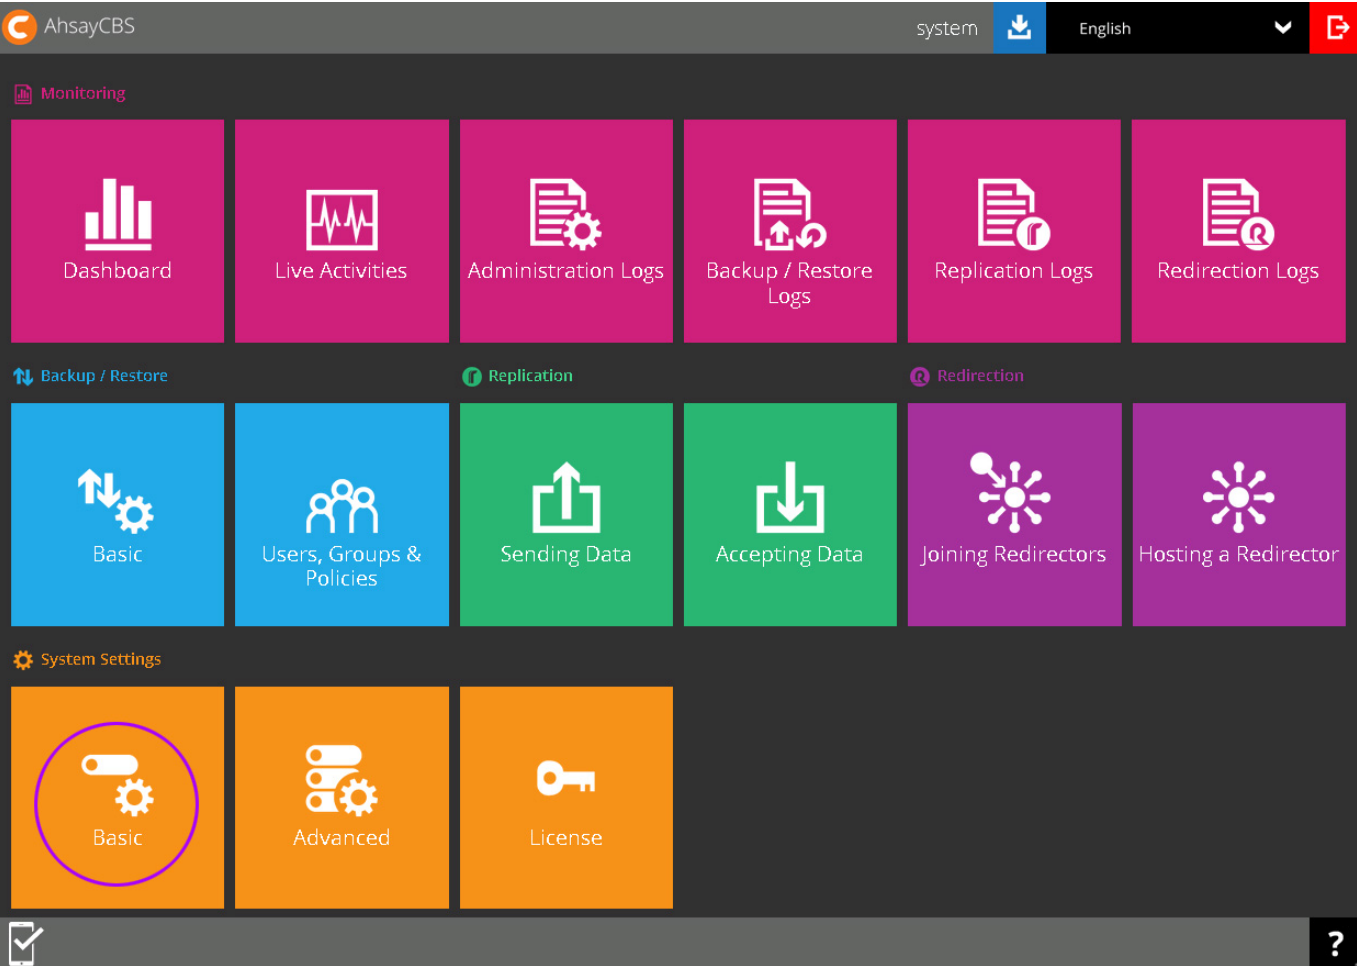 AhsayCBS
system
English
Monitoring
Dashboard
Live Activities
Administration Logs
Backup / Restore
Logs
Replication Logs
Redirection Logs
Backup / Restore
Replication
Redirection
Basic
Users, Groups &
Policies
Sending Data
Accepting Data
Joining Redirectors
Hosting a Redirector
System Settings
Basic
Advanced
License
?